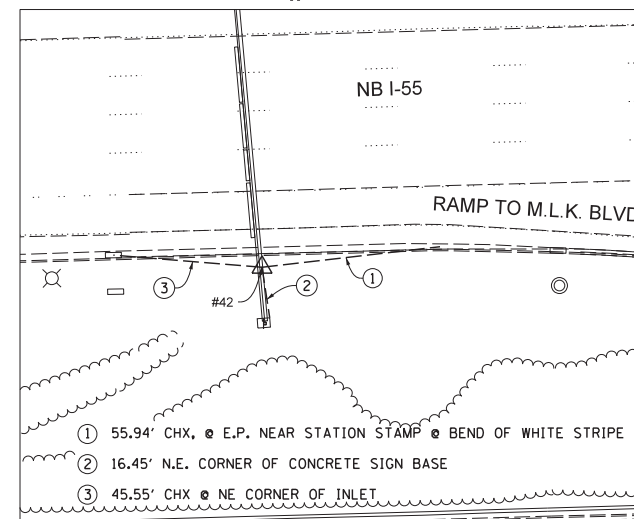 NB I-55
RAMP TO M.L.K. BLVD
1
3
2
#42
1 55.94' CHX, @ E.P. NEAR STATION STAMP @ BEND OF WHITE STRIPE
2 16.45' N.E. CORNER OF CONCRETE SIGN BASE
3 45.55' CHX @ NE CORNER OF INLET